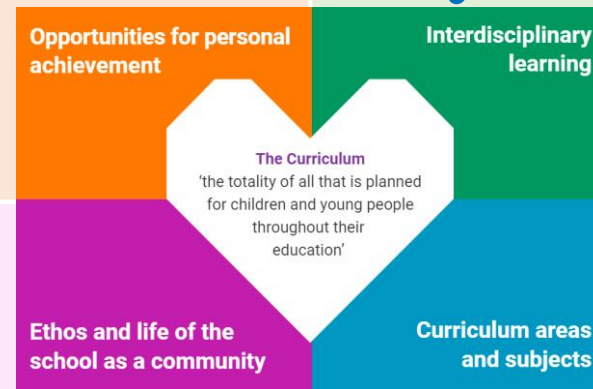 Opportunities for personal
achievement
Interdisciplinary
learning
The Curriculum
‘the totality of all that is planned
for children and young people
throughout their
education’
Ethos and life of the
school as a community
Curriculum areas
and subjects